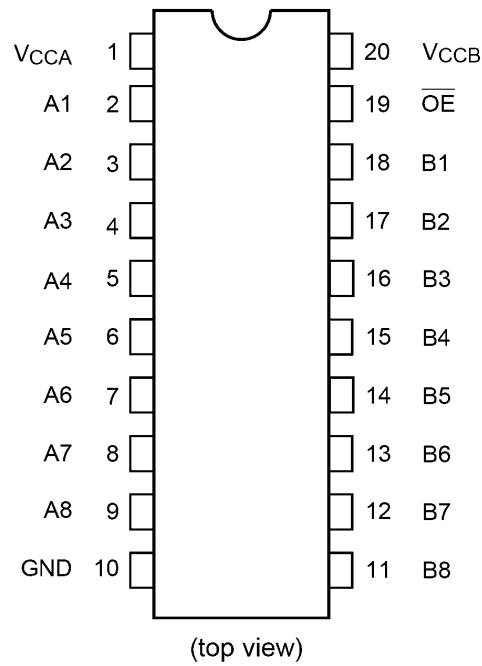 VCCA 1 20 VCCB
A1 2 19 OE
A2 3 18 B1
A3 4 17 B2
A4 5 16 B3
A5 6 15 B4
A6 7 14 B5
A7 8 13 B6
A8 9 12 B7
GND 10 11 B8
(top view)